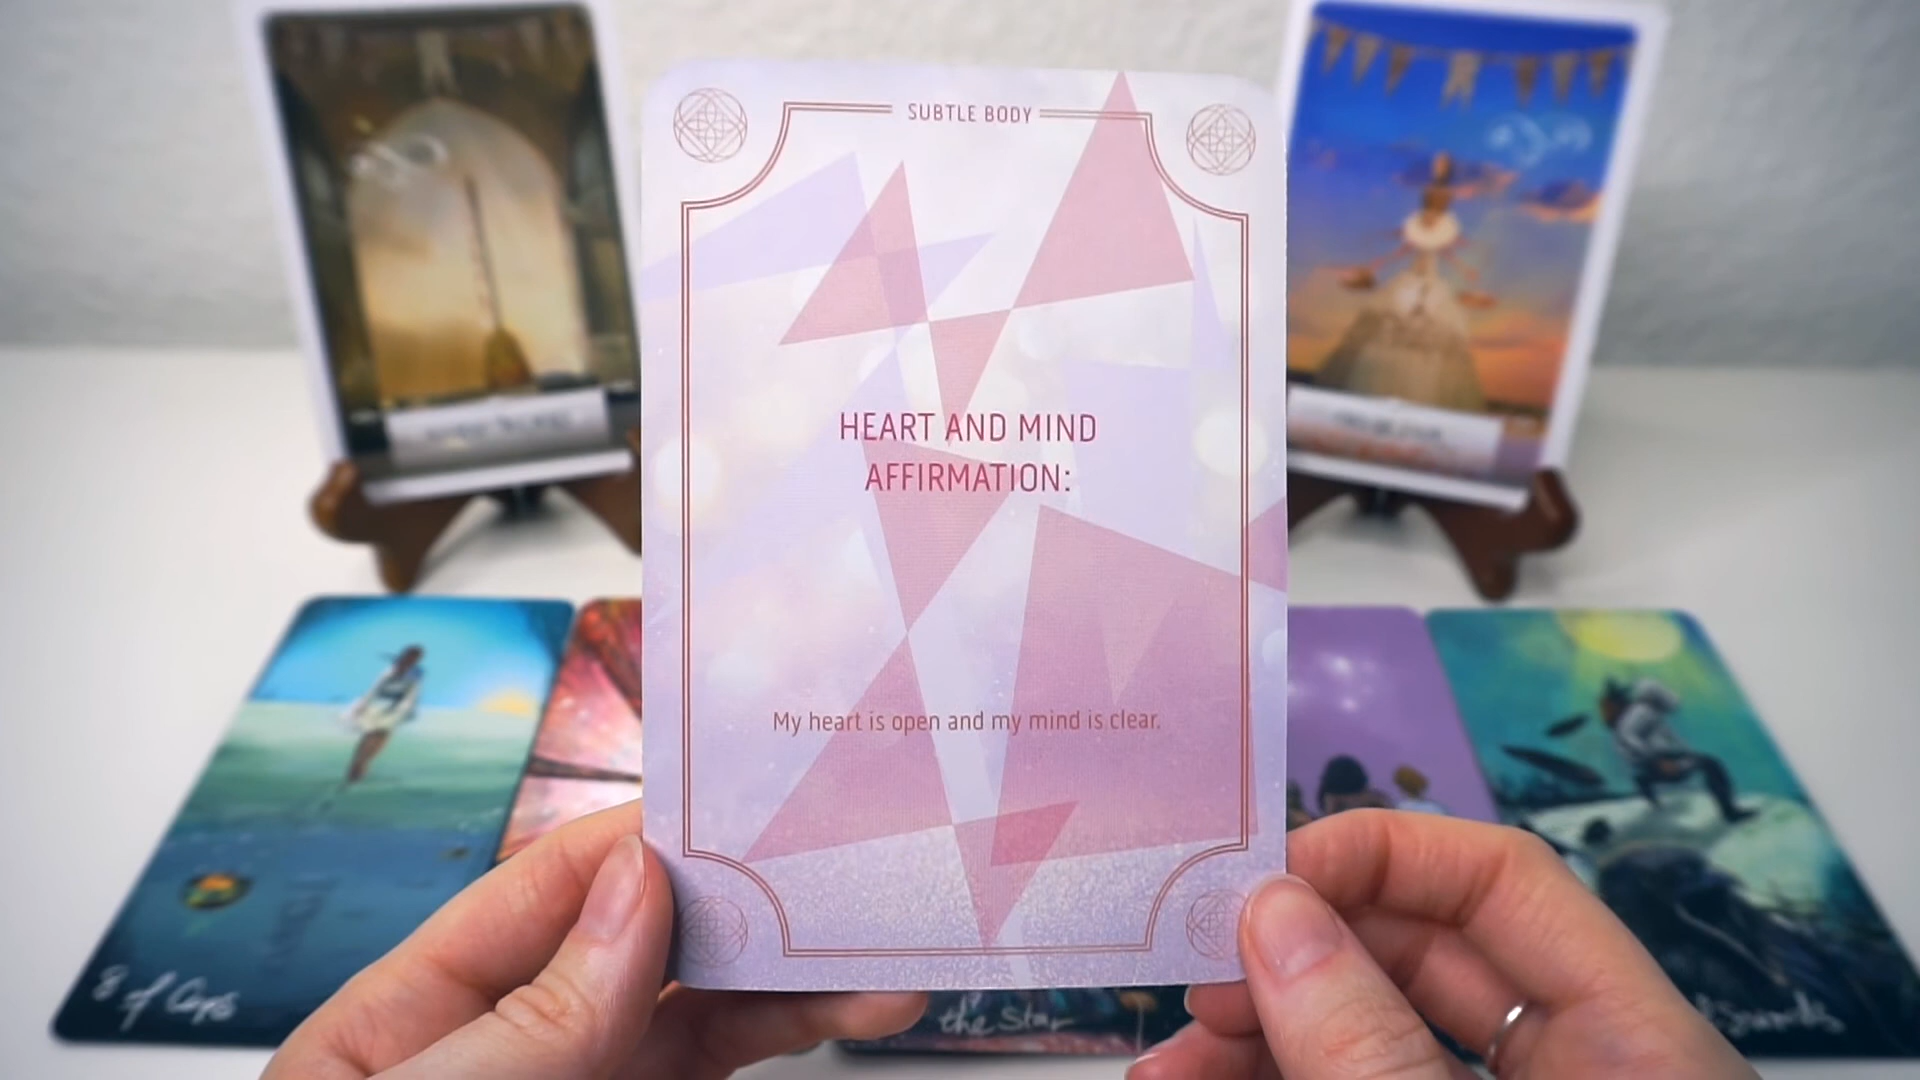 SUBTLE BODY
HEART AND MIND
AFFIRMATION:
My heart is open and my mind is clear.
8 of Cups
the Star